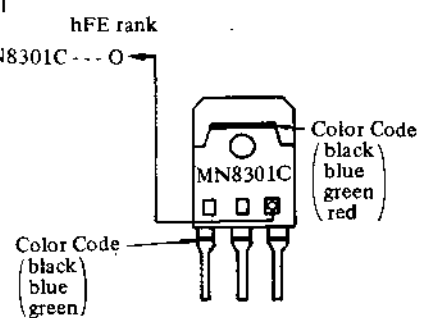 hFE rank
N8301C --- O
Color Code
black
blue
green
red
MN8301C
Color Code
black
blue
green